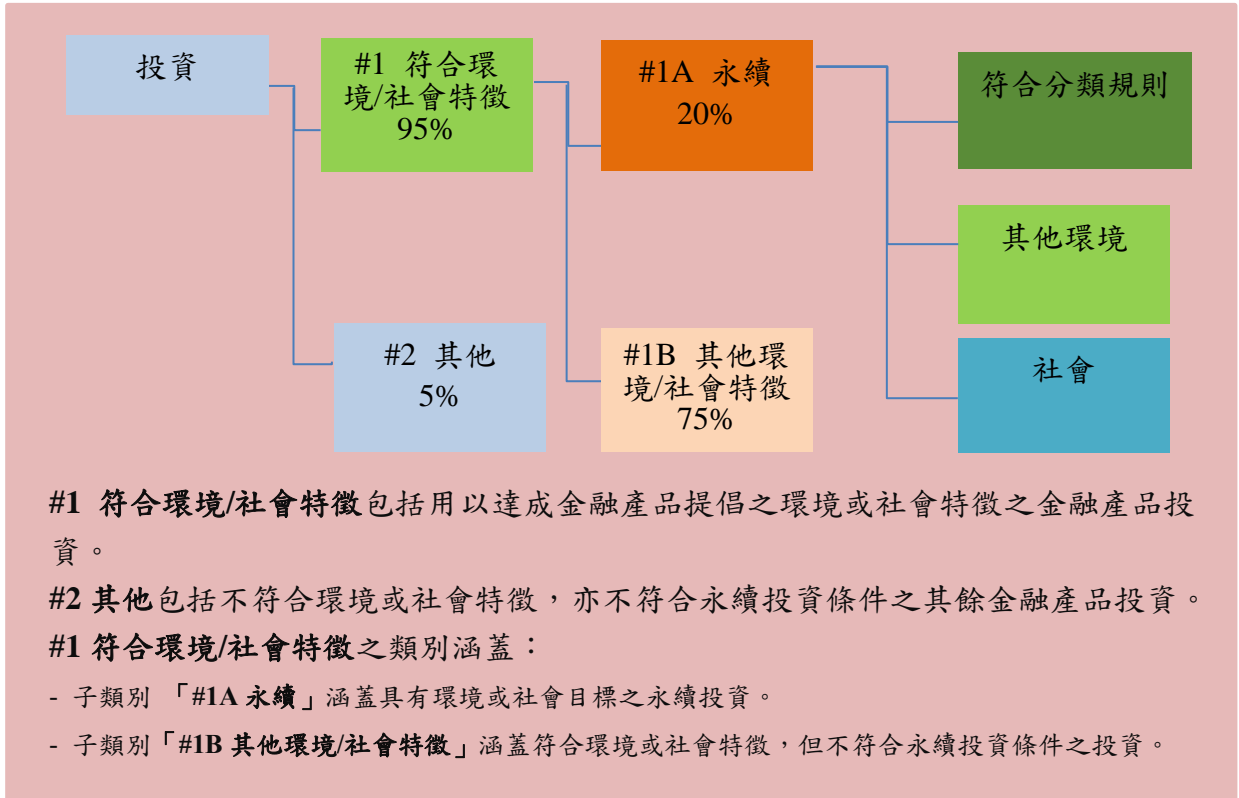 投資
#1 符合環
境/社會特徵
95%
#1A 永續
20%
符合分類規則
其他環境
#2 其他
5%
#1B 其他環
境/社會特徵
75%
社會
#1 符合環境/社會特徵包括用以達成金融產品提倡之環境或社會特徵之金融產品投
資。
#2 其他包括不符合環境或社會特徵，亦不符合永續投資條件之其餘金融產品投資。
#1 符合環境/社會特徵之類別涵蓋：
- 子類別 「#1A 永續」涵蓋具有環境或社會目標之永續投資。
- 子類別「#1B 其他環境/社會特徵」涵蓋符合環境或社會特徵，但不符合永續投資條件之投資。